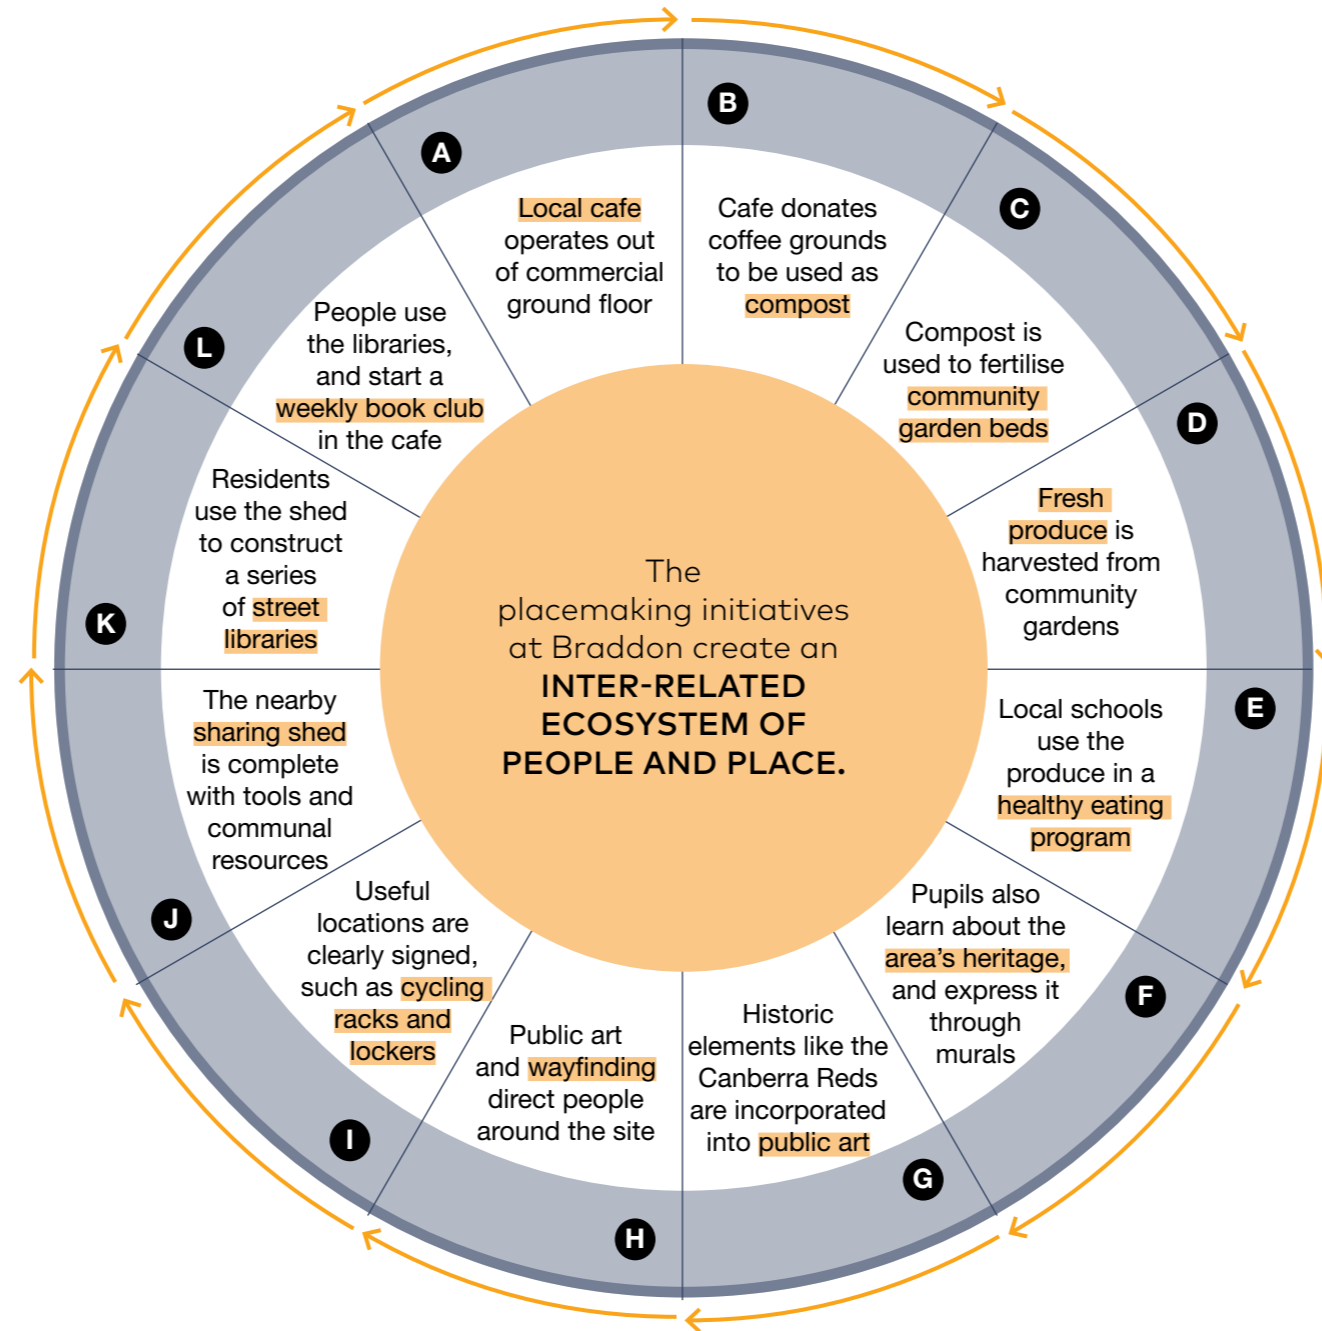 A
Local cafe
operates out
of commercial
ground floor
B
Cafe donates
coffee grounds
to be used as
compost
C
Compost is
used to fertilise
community
garden beds
D
Fresh
produce is
harvested from
community
gardens
E
Local schools
use the
produce in a
healthy eating
program
F
Pupils also
learn about the
area’s heritage,
and express it
through
murals
G
Historic
elements like the
Canberra Reds
are incorporated
into public art
H
Public art
and wayfinding
direct people
around the site
I
Useful
locations are
clearly signed,
such as cycling
racks and
lockers
J
The nearby
sharing shed
is complete
with tools and
communal
resources
K
Residents
use the shed
to construct
a series
of street
libraries
L
People use
the libraries,
and start a
weekly book club
in the cafe
The
placemaking initiatives
at Braddon create an
INTER-RELATED
ECOSYSTEM OF
PEOPLE AND PLACE.